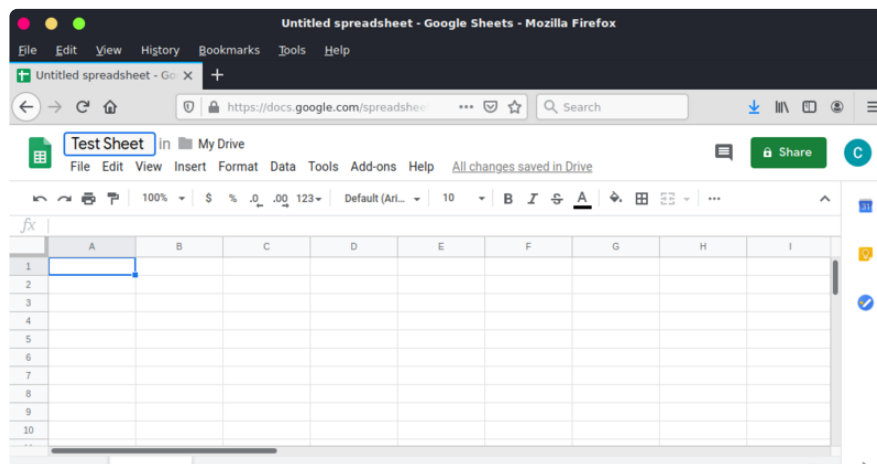 Untitled spreadsheet - Google Sheets - Mozilla Firefox
File Edit View History Bookmarks Tools Help
Untitled spreadsheet - Go
https://docs.google.com/spreadshee
Search
Test Sheet in My Drive
File Edit View Insert Format Data Tools Add-ons Help All changes saved in Drive
Share
C
100% $ % .0 .00 123 Default (Ari... 10 B I S A
31
fx
A B C D E F G H I
1
2
3
4
5
6
7
8
9
10